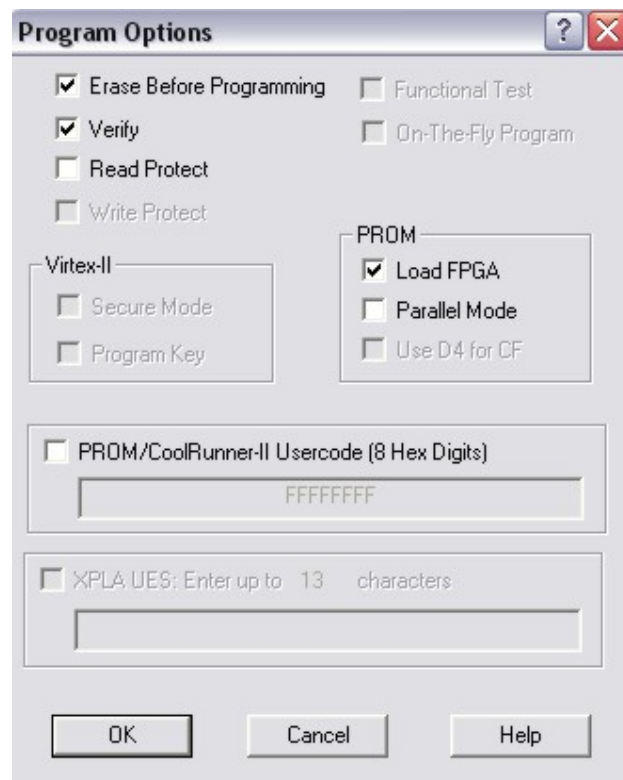 Program Options
Erase Before Programming
Functional Test
Verify
On-The-Fly Program
Read Protect
Write Protect
Virtex-II
Secure Mode
Program Key
PROM
Load FPGA
Parallel Mode
Use D4 for CF
PROM/CoolRunner-II Usercode (8 Hex Digits)
FFFFFFFF
XPLA UES: Enter up to 13 characters
OK Cancel Help